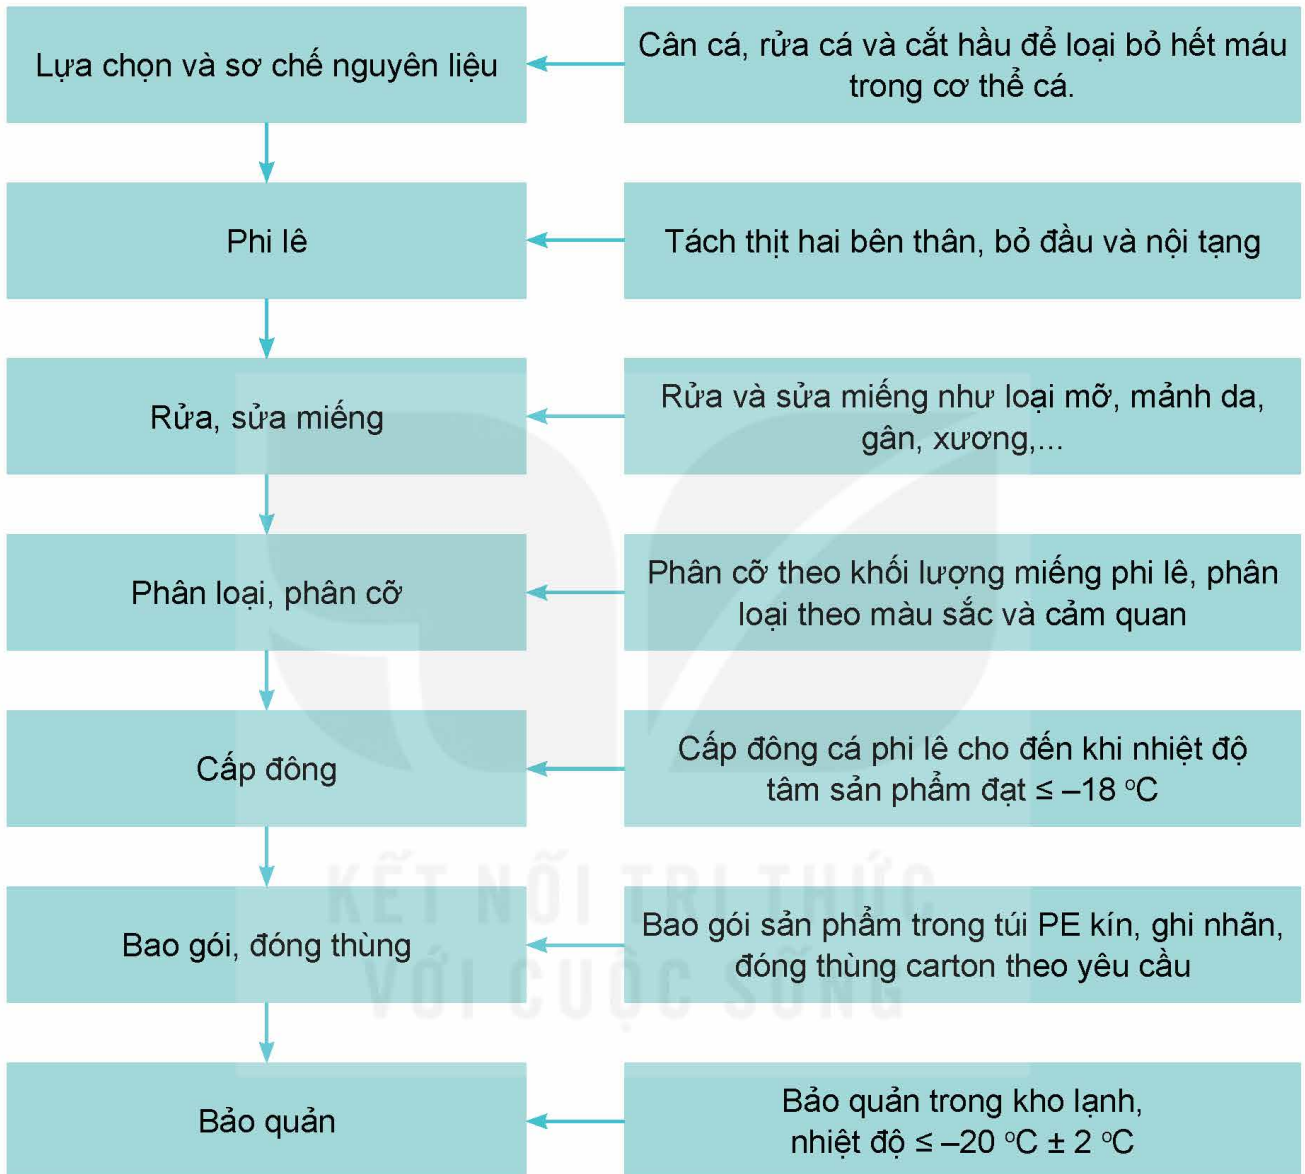 Lựa chọn và sơ chế nguyên liệu
Cân cá, rửa cá và cắt hầu để loại bỏ hết máu
trong cơ thể cá.
Phi lê
Tách thịt hai bên thân, bỏ đầu và nội tạng
Rửa, sửa miếng
Rửa và sửa miếng như loại mỡ, mảnh da,
gân, xương,...
Phân loại, phân cỡ
Phân cỡ theo khối lượng miếng phi lê, phân
loại theo màu sắc và cảm quan
Cấp đông
Cấp đông cá phi lê cho đến khi nhiệt độ
tâm sản phẩm đạt ≤ –18 °C
KẾT NỐI TRI THỨC
Bao gói, đóng thùng
Bao gói sản phẩm trong túi PE kín, ghi nhãn,
đóng thùng carton theo yêu cầu
VỚI CUỘC SỐNG
Bảo quản
Bảo quản trong kho lạnh,
nhiệt độ ≤ –20 °C ± 2 °C